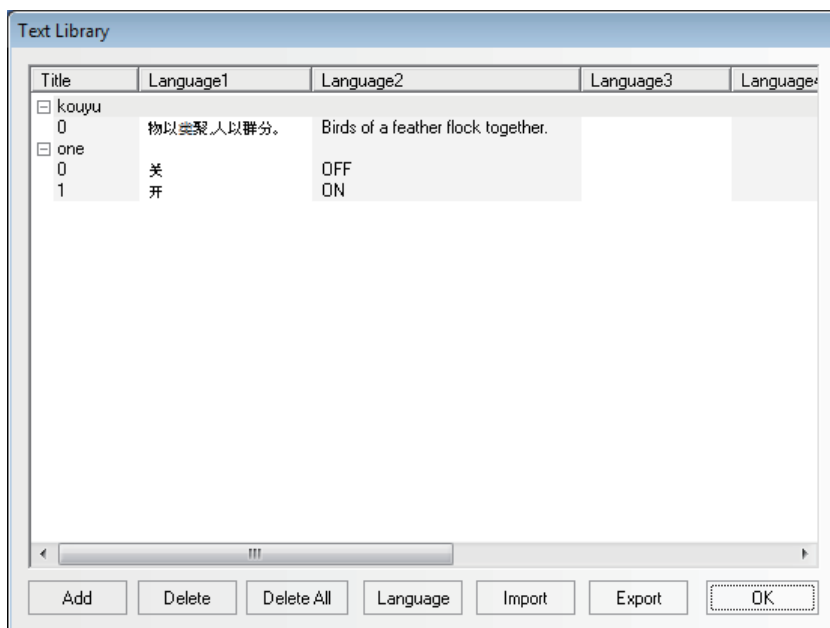 Text Library
Title Language1 Language2 Language3 Language4
kouyu
0 物以类聚,人以群分。 Birds of a feather flock together.
one
0 关 OFF
1 开 ON
Add Delete Delete All Language Import Export OK